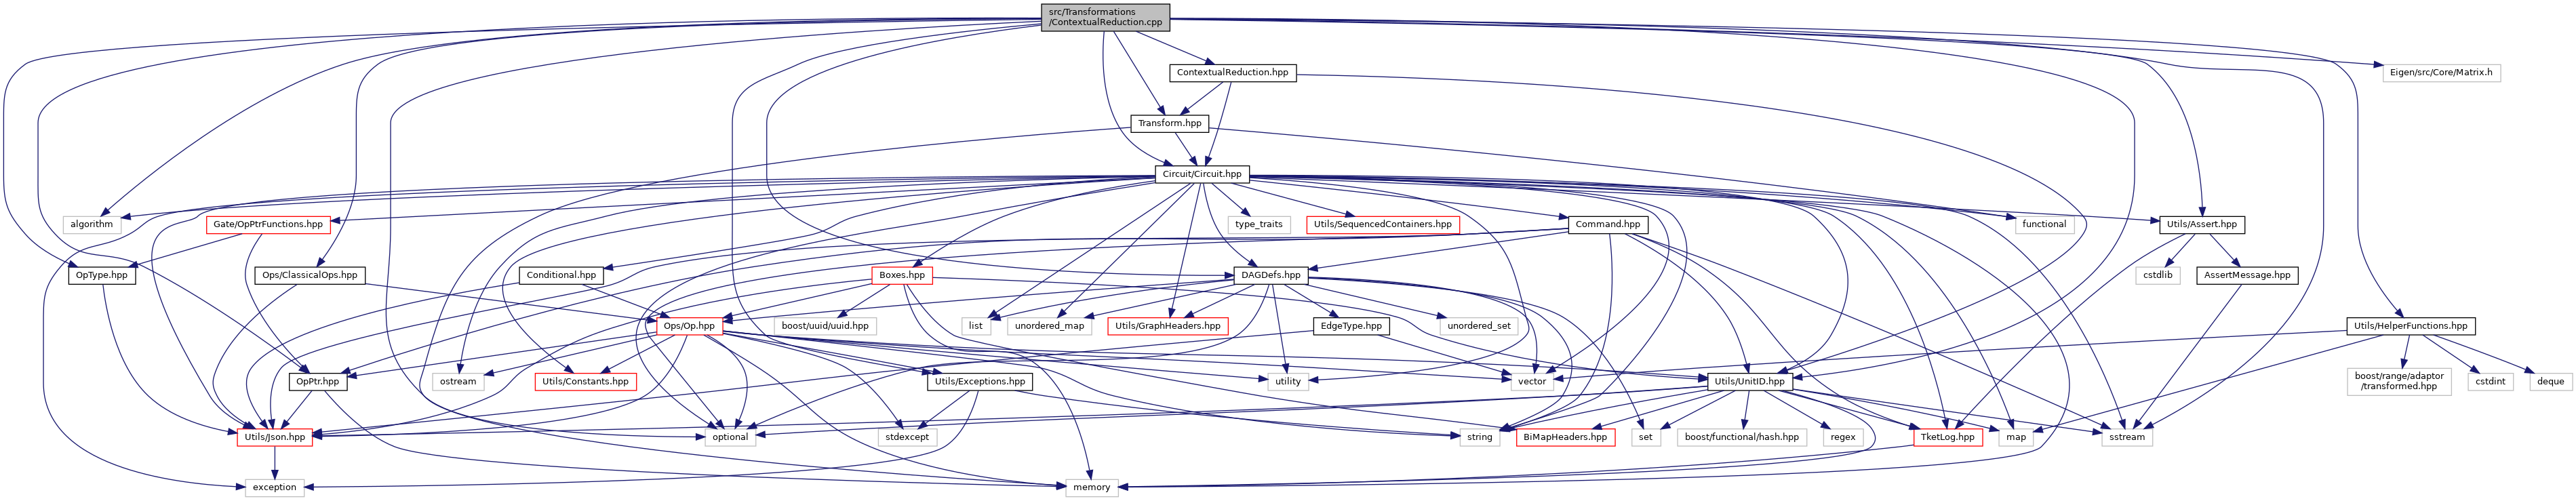 src/Transformations
/ContextualReduction.cpp
ContextualReduction.hpp
Eigen/src/Core/Matrix.h
Transform.hpp
Circuit/Circuit.hpp
algorithm
Gate/OpPtrFunctions.hpp
type_traits
Utils/SequencedContainers.hpp
Command.hpp
functional
Utils/Assert.hpp
OpType.hpp
Ops/ClassicalOps.hpp
Conditional.hpp
Boxes.hpp
DAGDefs.hpp
cstdlib
AssertMessage.hpp
boost/uuid/uuid.hpp
Ops/Op.hpp
list
unordered_map
Utils/GraphHeaders.hpp
EdgeType.hpp
unordered_set
Utils/HelperFunctions.hpp
OpPtr.hpp
ostream
Utils/Constants.hpp
Utils/Exceptions.hpp
utility
vector
Utils/UnitID.hpp
boost/range/adaptor
/transformed.hpp
cstdint
deque
Utils/Json.hpp
optional
stdexcept
string
BiMapHeaders.hpp
set
boost/functional/hash.hpp
regex
TketLog.hpp
map
sstream
exception
memory